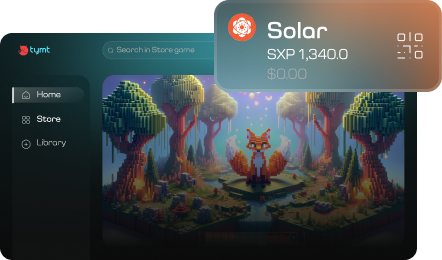 Solar
SXP 1,340.0
$0.00
tymt
Search in Store game
Home
Store
Library